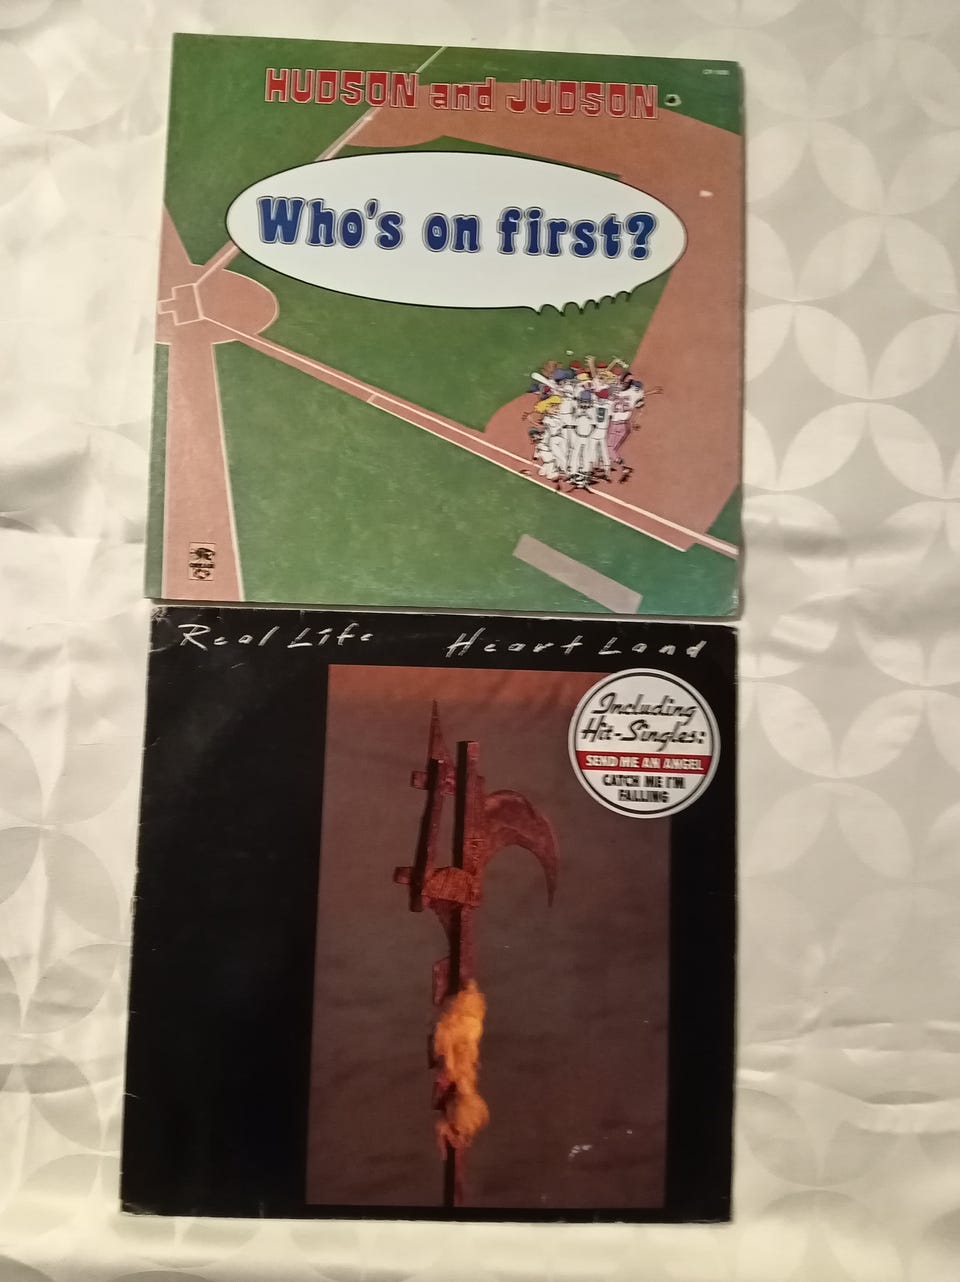 HUDSON and JUDSON
Who's on first?
9
Real Life Heart Land
Including
Hit-Singles:
SEND ME AN ANGEL
CATCH ME I'M
FALLING